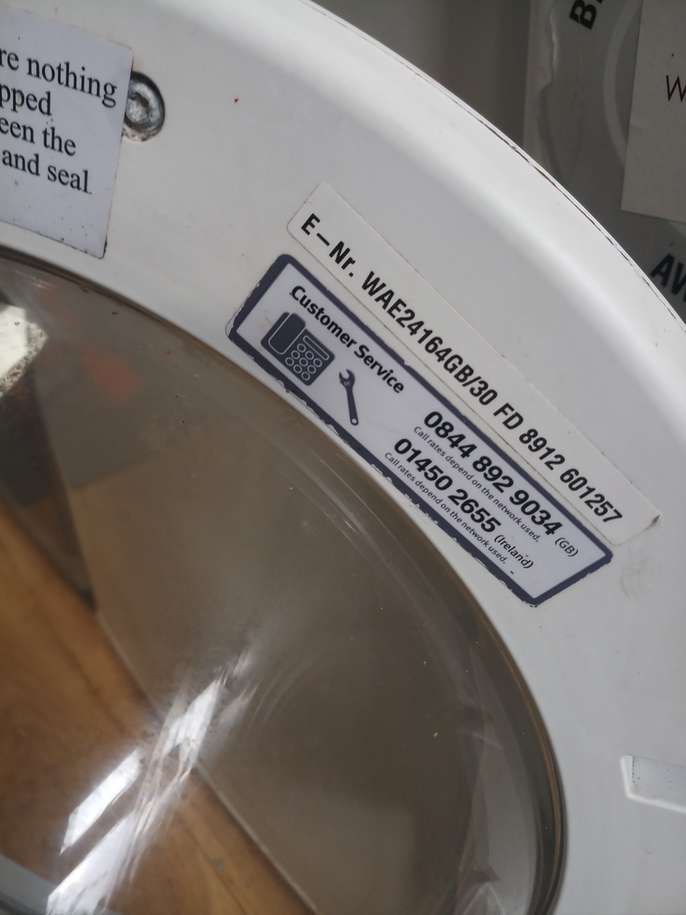 re nothing
pped
een the
and seal
E-Nr. WAE24164GB/30 FD 8912 601257
Customer Service
0844 892 9034 (GB)
Call rates depend on the network used.
01450 2655 (Ireland)
Call rates depend on the network used.
B
W
AV